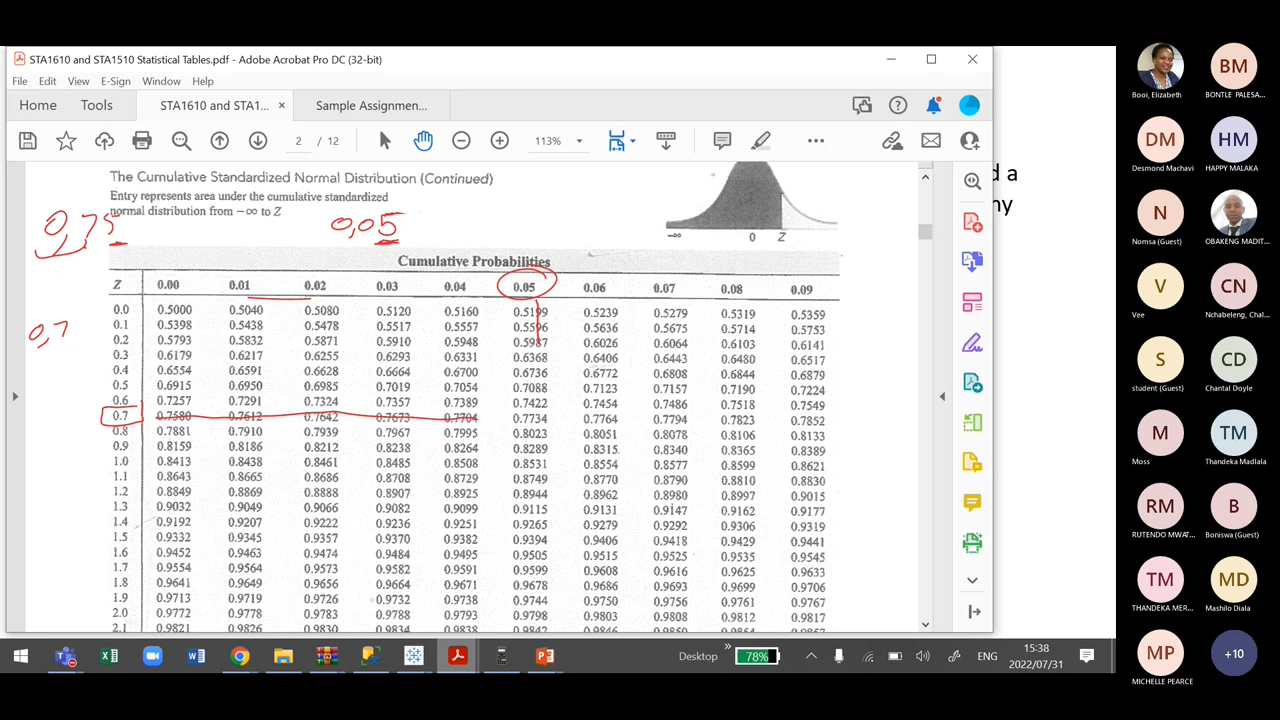 STA1610 and STA1510 Statistical Tables.pdf - Adobe Acrobat Pro DC (32-bit)
File Edit View E-Sign Window Help
Home Tools STA1610 and STA1... × Sample Assignmen...
2 / 12 113%
The Cumulative Standardized Normal Distribution (Continued)
Entry represents area under the cumulative standardized
normal distribution from −∞ to Z
0,75 0,05
−∞ 0 Z
Cumulative Probabilities
Z 0.00 0.01 0.02 0.03 0.04 0.05 0.06 0.07 0.08 0.09
0.0 0.5000 0.5040 0.5080 0.5120 0.5160 0.5199 0.5239 0.5279 0.5319 0.5359
0.1 0.5398 0.5438 0.5478 0.5517 0.5557 0.5596 0.5636 0.5675 0.5714 0.5753
0,7
0.2 0.5793 0.5832 0.5871 0.5910 0.5948 0.5987 0.6026 0.6064 0.6103 0.6141
0.3 0.6179 0.6217 0.6255 0.6293 0.6331 0.6368 0.6406 0.6443 0.6480 0.6517
0.4 0.6554 0.6591 0.6628 0.6664 0.6700 0.6736 0.6772 0.6808 0.6844 0.6879
0.5 0.6915 0.6950 0.6985 0.7019 0.7054 0.7088 0.7123 0.7157 0.7190 0.7224
0.6 0.7257 0.7291 0.7324 0.7357 0.7389 0.7422 0.7454 0.7486 0.7518 0.7549
0.7 0.7580 0.7612 0.7642 0.7673 0.7704 0.7734 0.7764 0.7794 0.7823 0.7852
0.8 0.7881 0.7910 0.7939 0.7967 0.7995 0.8023 0.8051 0.8078 0.8106 0.8133
0.9 0.8159 0.8186 0.8212 0.8238 0.8264 0.8289 0.8315 0.8340 0.8365 0.8389
1.0 0.8413 0.8438 0.8461 0.8485 0.8508 0.8531 0.8554 0.8577 0.8599 0.8621
1.1 0.8643 0.8665 0.8686 0.8708 0.8729 0.8749 0.8770 0.8790 0.8810 0.8830
1.2 0.8849 0.8869 0.8888 0.8907 0.8925 0.8944 0.8962 0.8980 0.8997 0.9015
1.3 0.9032 0.9049 0.9066 0.9082 0.9099 0.9115 0.9131 0.9147 0.9162 0.9177
1.4 0.9192 0.9207 0.9222 0.9236 0.9251 0.9265 0.9279 0.9292 0.9306 0.9319
1.5 0.9332 0.9345 0.9357 0.9370 0.9382 0.9394 0.9406 0.9418 0.9429 0.9441
1.6 0.9452 0.9463 0.9474 0.9484 0.9495 0.9505 0.9515 0.9525 0.9535 0.9545
1.7 0.9554 0.9564 0.9573 0.9582 0.9591 0.9599 0.9608 0.9616 0.9625 0.9633
1.8 0.9641 0.9649 0.9656 0.9664 0.9671 0.9678 0.9686 0.9693 0.9699 0.9706
1.9 0.9713 0.9719 0.9726 0.9732 0.9738 0.9744 0.9750 0.9756 0.9761 0.9767
2.0 0.9772 0.9778 0.9783 0.9788 0.9793 0.9798 0.9803 0.9808 0.9812 0.9817
2.1 0.9821 0.9826 0.9830 0.9834 0.9838 0.9842 0.9846 0.9850
d a
ny
Desktop » 78% ENG 15:38
2022/07/31
BM
Booi, Elizabeth BONTLE PALESA...
DM HM
Desmond Machavi HAPPY MALAKA
N
Nomsa (Guest) OBAKENG MADIT...
V CN
Vee Nchabeleng, Chal...
S CD
student (Guest) Chantal Doyle
M TM
Moss Thandeka Madlala
RM B
RUTENDO MWAT... Boniswa (Guest)
TM MD
THANDEKA MER... Mashilo Diala
MP +10
MICHELLE PEARCE